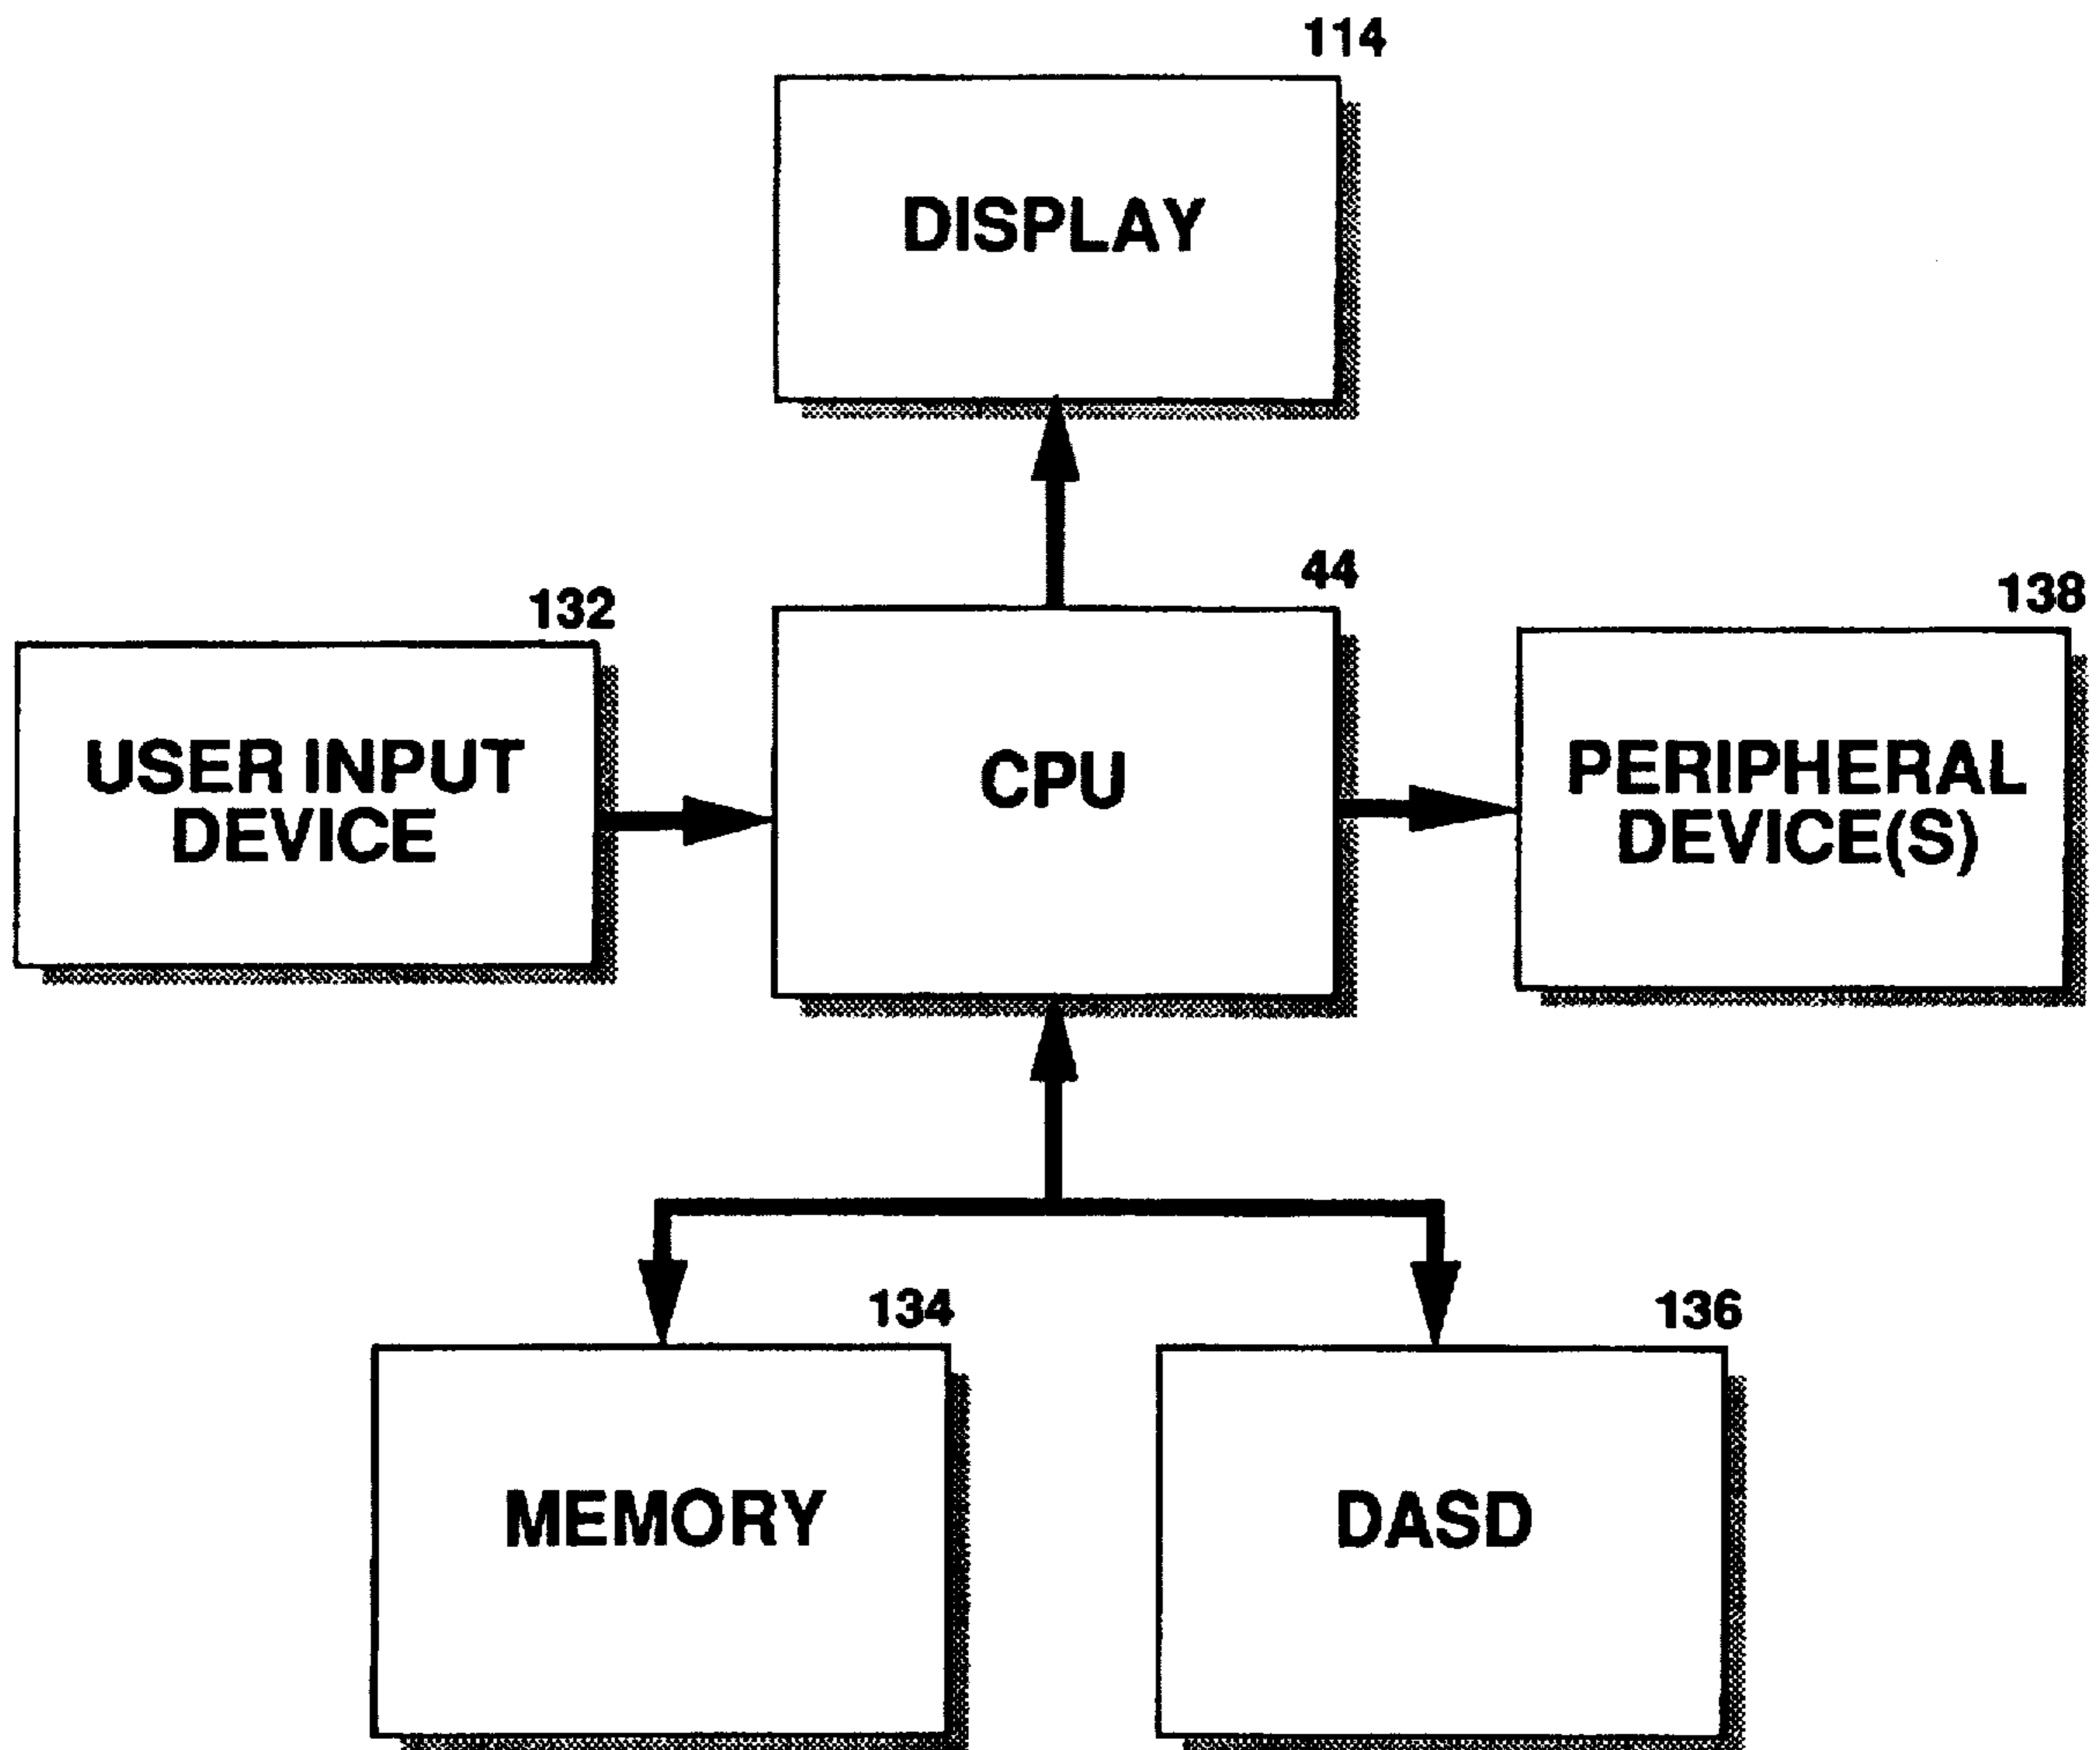 114
DISPLAY
44
132
138
USER INPUT
DEVICE
CPU
PERIPHERAL
DEVICE(S)
134
136
MEMORY
DASD